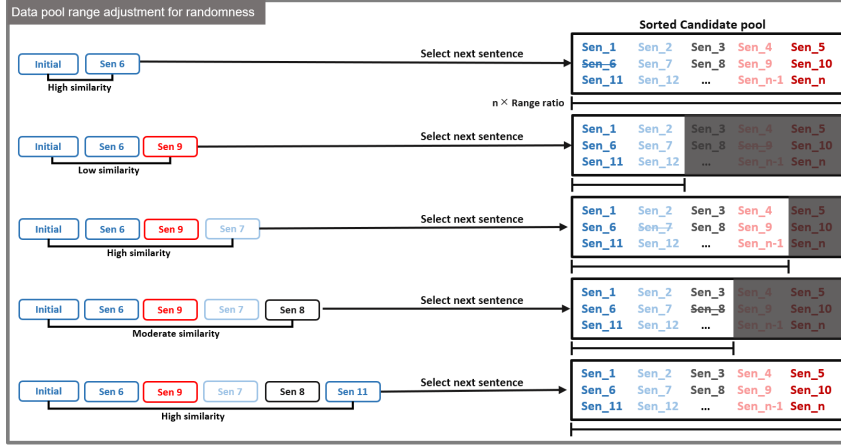 Data pool range adjustment for randomness
Sorted Candidate pool
Initial Sen 6
High similarity
Select next sentence
Sen_1 Sen_2 Sen_3 Sen_4 Sen_5
Sen_6 Sen_7 Sen_8 Sen_9 Sen_10
Sen_11 Sen_12 ... Sen_n-1 Sen_n
n × Range ratio
Initial Sen 6 Sen 9
Low similarity
Select next sentence
Sen_1 Sen_2 Sen_3 Sen_4 Sen_5
Sen_6 Sen_7 Sen_8 Sen_9 Sen_10
Sen_11 Sen_12 ... Sen_n-1 Sen_n
Initial Sen 6 Sen 9 Sen 7
High similarity
Select next sentence
Sen_1 Sen_2 Sen_3 Sen_4 Sen_5
Sen_6 Sen_7 Sen_8 Sen_9 Sen_10
Sen_11 Sen_12 ... Sen_n-1 Sen_n
Initial Sen 6 Sen 9 Sen 7 Sen 8
Moderate similarity
Select next sentence
Sen_1 Sen_2 Sen_3 Sen_4 Sen_5
Sen_6 Sen_7 Sen_8 Sen_9 Sen_10
Sen_11 Sen_12 ... Sen_n-1 Sen_n
Initial Sen 6 Sen 9 Sen 7 Sen 8 Sen 11
High similarity
Select next sentence
Sen_1 Sen_2 Sen_3 Sen_4 Sen_5
Sen_6 Sen_7 Sen_8 Sen_9 Sen_10
Sen_11 Sen_12 ... Sen_n-1 Sen_n